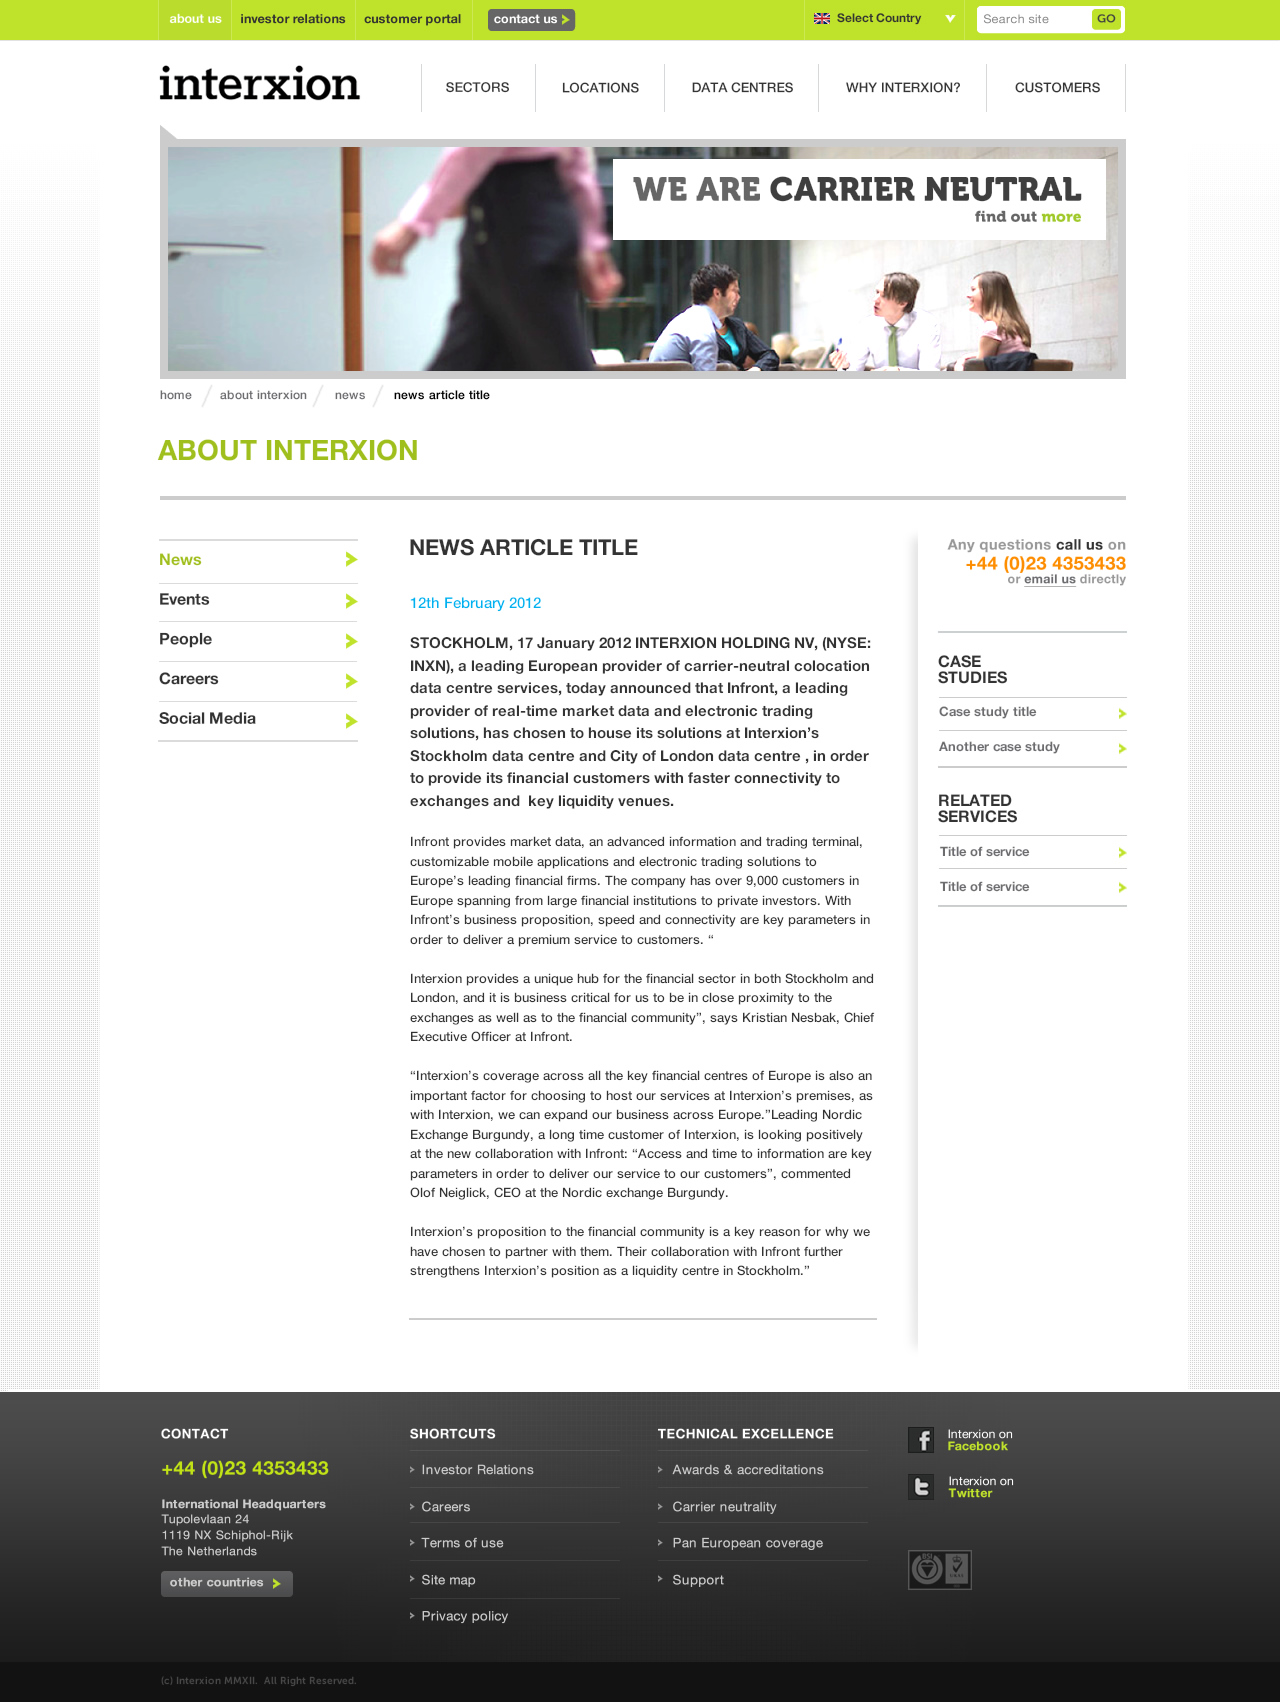 about us
investor relations
customer portal
contact us
Select Country
Search site
GO
interxion
SECTORS
LOCATIONS
DATA CENTRES
WHY INTERXION?
CUSTOMERS
WE ARE CARRIER NEUTRAL
find out more
home
about interxion
news
news article title
ABOUT INTERXION
News
Events
People
Careers
Social Media
NEWS ARTICLE TITLE
12th February 2012
STOCKHOLM, 17 January 2012 INTERXION HOLDING NV, (NYSE:
INXN), a leading European provider of carrier-neutral colocation
data centre services, today announced that Infront, a leading
provider of real-time market data and electronic trading
solutions, has chosen to house its solutions at Interxion’s
Stockholm data centre and City of London data centre , in order
to provide its financial customers with faster connectivity to
exchanges and  key liquidity venues.
Infront provides market data, an advanced information and trading terminal,
customizable mobile applications and electronic trading solutions to
Europe’s leading financial firms. The company has over 9,000 customers in
Europe spanning from large financial institutions to private investors. With
Infront’s business proposition, speed and connectivity are key parameters in
order to deliver a premium service to customers. “
Interxion provides a unique hub for the financial sector in both Stockholm and
London, and it is business critical for us to be in close proximity to the
exchanges as well as to the financial community”, says Kristian Nesbak, Chief
Executive Officer at Infront.
“Interxion’s coverage across all the key financial centres of Europe is also an
important factor for choosing to host our services at Interxion’s premises, as
with Interxion, we can expand our business across Europe.”Leading Nordic
Exchange Burgundy, a long time customer of Interxion, is looking positively
at the new collaboration with Infront: “Access and time to information are key
parameters in order to deliver our service to our customers”, commented
Olof Neiglick, CEO at the Nordic exchange Burgundy.
Interxion’s proposition to the financial community is a key reason for why we
have chosen to partner with them. Their collaboration with Infront further
strengthens Interxion’s position as a liquidity centre in Stockholm.”
Any questions call us on
+44 (0)23 4353433
or email us directly
CASE
STUDIES
Case study title
Another case study
RELATED
SERVICES
Title of service
Title of service
CONTACT
+44 (0)23 4353433
International Headquarters
Tupolevlaan 24
1119 NX Schiphol-Rijk
The Netherlands
other countries
SHORTCUTS
Investor Relations
Careers
Terms of use
Site map
Privacy policy
TECHNICAL EXCELLENCE
Awards & accreditations
Carrier neutrality
Pan European coverage
Support
Interxion on
Facebook
Interxion on
Twitter
(c) Interxion MMXII.  All Right Reserved.